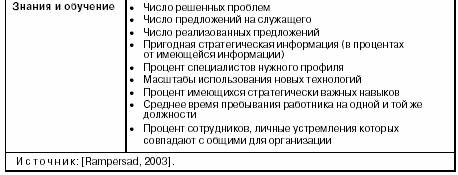 Знания и обучение
• Число решенных проблем
• Число предложений на служащего
• Число реализованных предложений
• Пригодная стратегическая информация (в процентах
от имеющейся информации)
• Процент специалистов нужного профиля
• Масштабы использования новых технологий
• Процент имеющихся стратегически важных навыков
• Среднее время пребывания работника на одной и той же
должности
• Процент сотрудников, личные устремления которых
совпадают с общими для организации
Источник: [Rampersad, 2003].